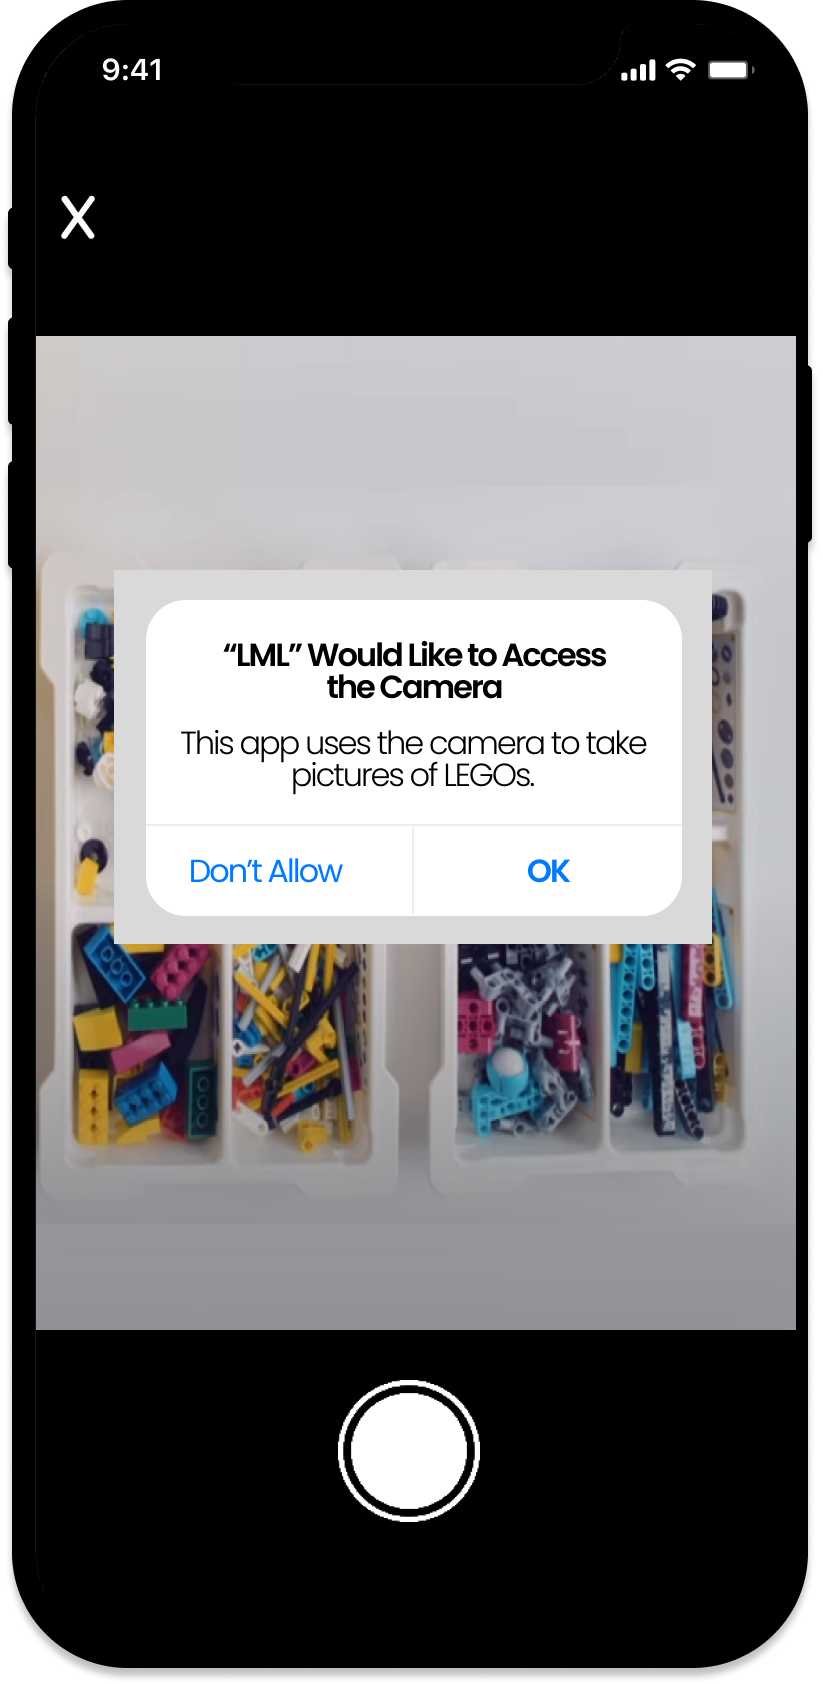 9:41
X
“LML” Would Like to Access
the Camera
This app uses the camera to take
pictures of LEGOs.
Don’t Allow
OK